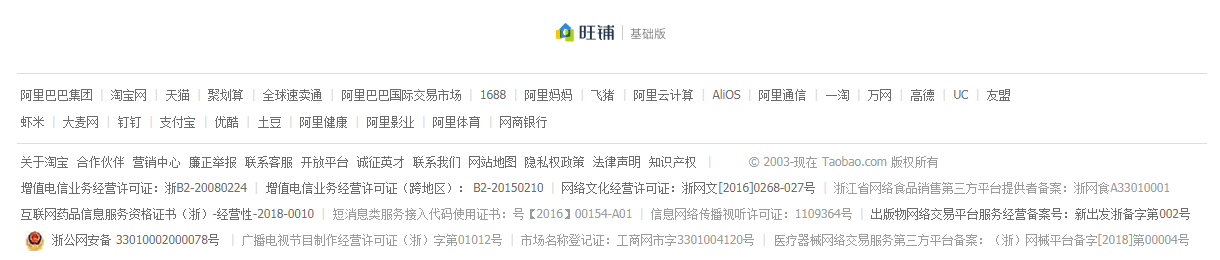 旺铺 | 基础版
阿里巴巴集团 | 淘宝网 | 天猫 | 聚划算 | 全球速卖通 | 阿里巴巴国际交易市场 | 1688 | 阿里妈妈 | 飞猪 | 阿里云计算 | AliOS | 阿里通信 | 一淘 | 万网 | 高德 | UC | 友盟
虾米 | 大麦网 | 钉钉 | 支付宝 | 优酷 | 土豆 | 阿里健康 | 阿里影业 | 阿里体育 | 网商银行
关于淘宝 合作伙伴 营销中心 廉正举报 联系客服 开放平台 诚征英才 联系我们 网站地图 隐私权政策 法律声明 知识产权 | © 2003-现在 Taobao.com 版权所有
增值电信业务经营许可证：浙B2-20080224 | 增值电信业务经营许可证（跨地区）： B2-20150210 | 网络文化经营许可证：浙网文[2016]0268-027号 | 浙江省网络食品销售第三方平台提供者备案：浙网食A33010001
互联网药品信息服务资格证书（浙）-经营性-2018-0010 | 短消息类服务接入代码使用证书：号【2016】00154-A01 | 信息网络传播视听许可证：1109364号 | 出版物网络交易平台服务经营备案号：新出发浙备字第002号
浙公网安备 33010002000078号 | 广播电视节目制作经营许可证（浙）字第01012号 | 市场名称登记证：工商网市字3301004120号 | 医疗器械网络交易服务第三方平台备案：（浙）网械平台备字[2018]第00004号